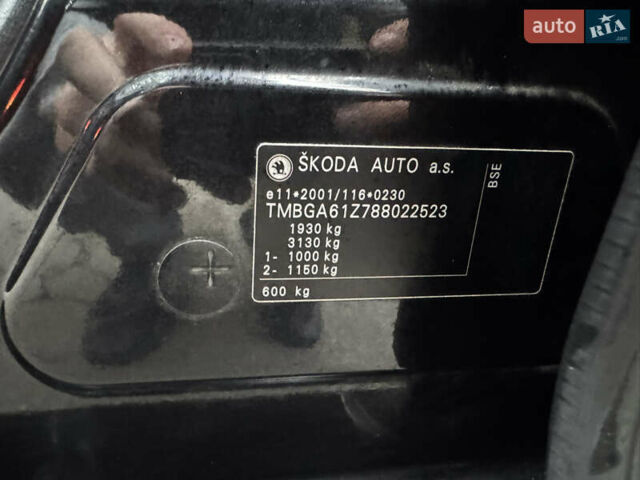 auto RIA.com
ŠKODA AUTO a.s.
BSE
e11*2001/116*0230
TMBGA61Z788022523
1930 kg
3130 kg
1- 1000 kg
2- 1150 kg
600 kg